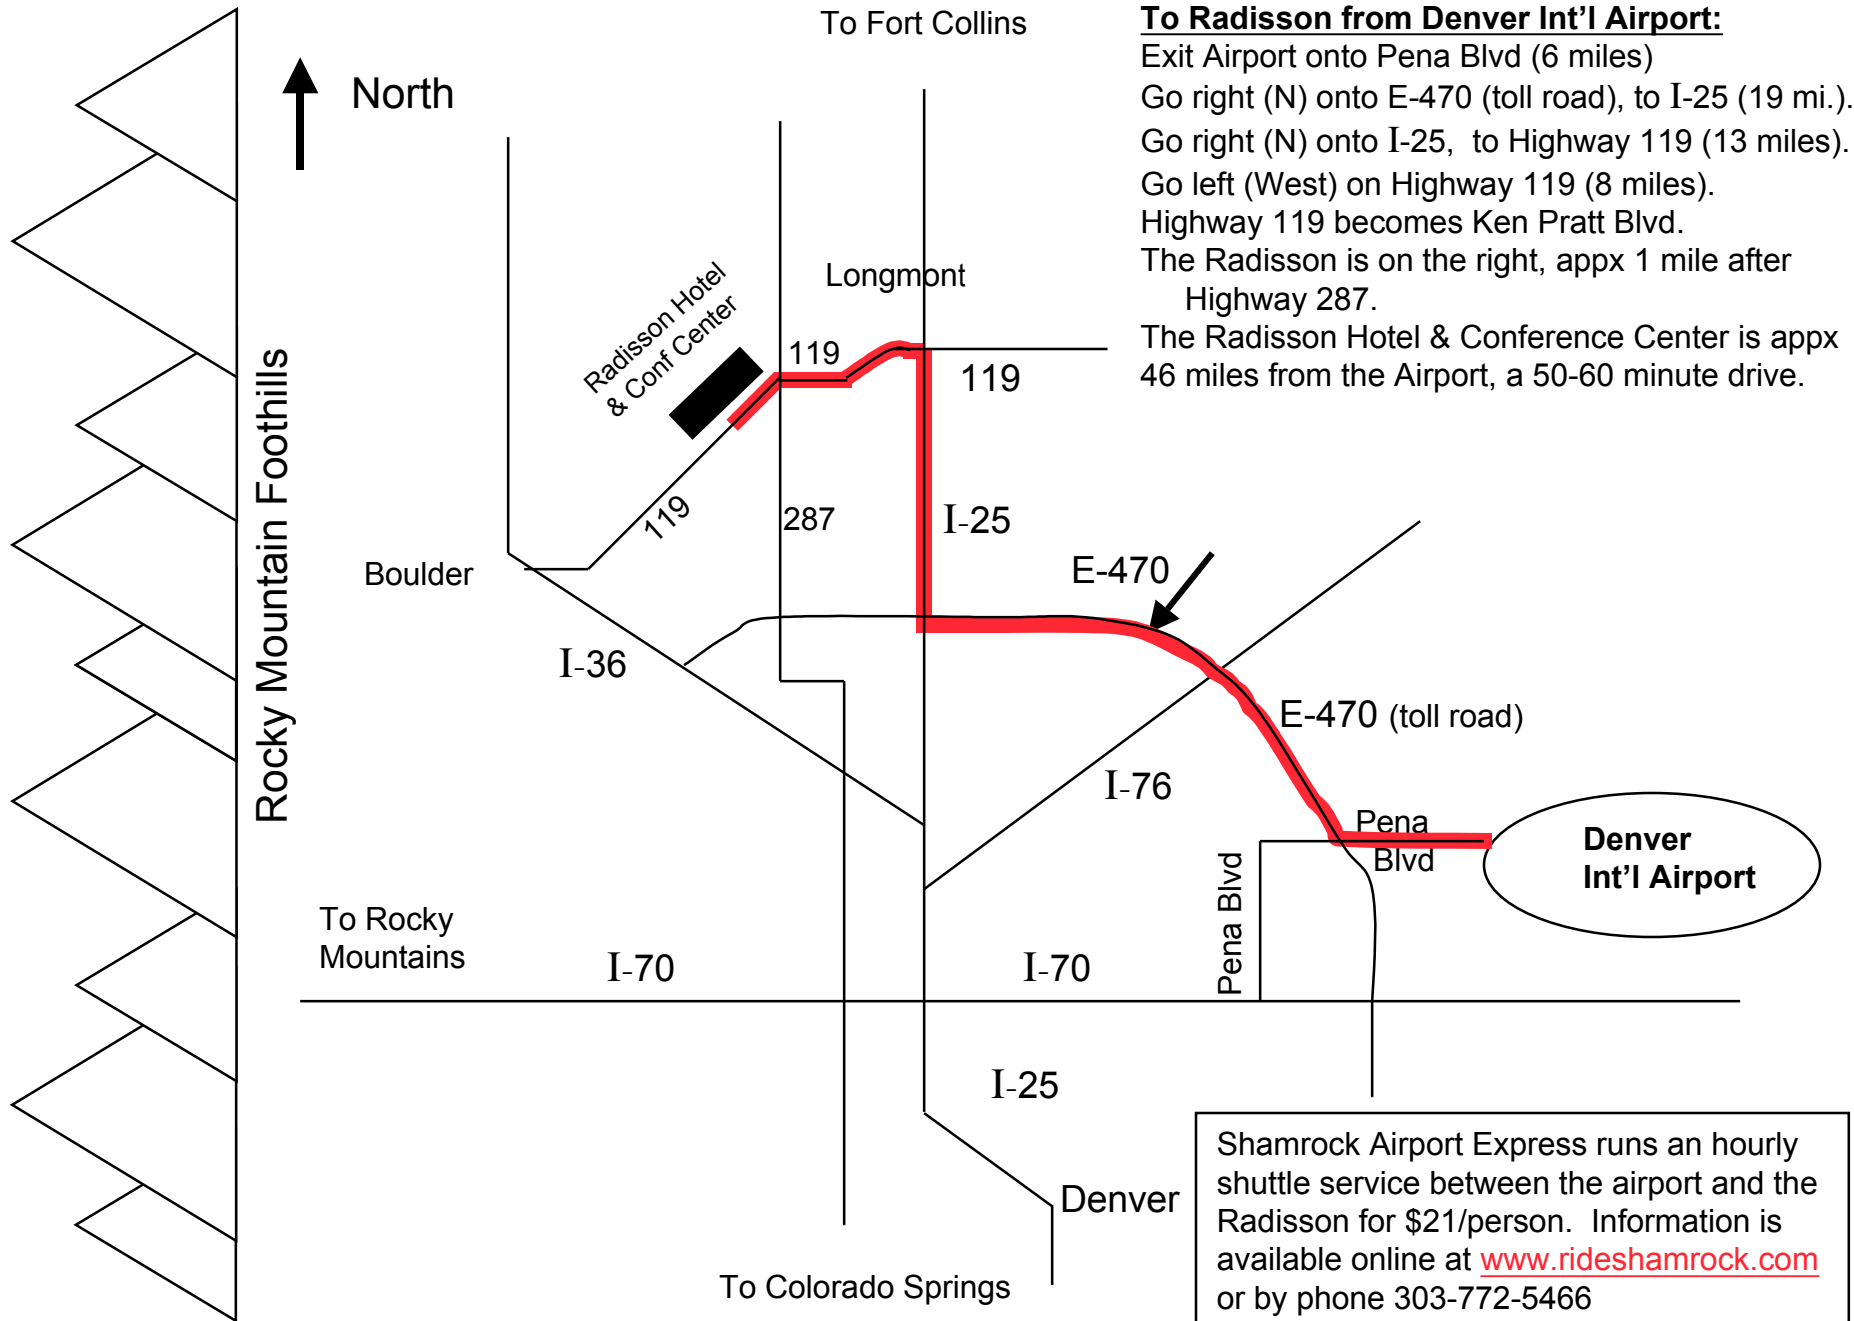 To Fort Collins
To Radisson from Denver Int'l Airport:
Exit Airport onto Pena Blvd (6 miles)
Go right (N) onto E-470 (toll road), to I-25 (19 mi.).
Go right (N) onto I-25,  to Highway 119 (13 miles).
Go left (West) on Highway 119 (8 miles).
Highway 119 becomes Ken Pratt Blvd.
The Radisson is on the right, appx 1 mile after
Highway 287.
The Radisson Hotel & Conference Center is appx
46 miles from the Airport, a 50-60 minute drive.
North
Longmont
Radisson Hotel
& Conf Center
119
119
Rocky Mountain Foothills
119
287
I-25
Boulder
E-470
I-36
E-470 (toll road)
I-76
Pena
Blvd
Denver
Int'l Airport
Pena Blvd
To Rocky
Mountains
I-70
I-70
I-25
Denver
To Colorado Springs
Shamrock Airport Express runs an hourly
shuttle service between the airport and the
Radisson for $21/person.  Information is
available online at www.rideshamrock.com
or by phone 303-772-5466